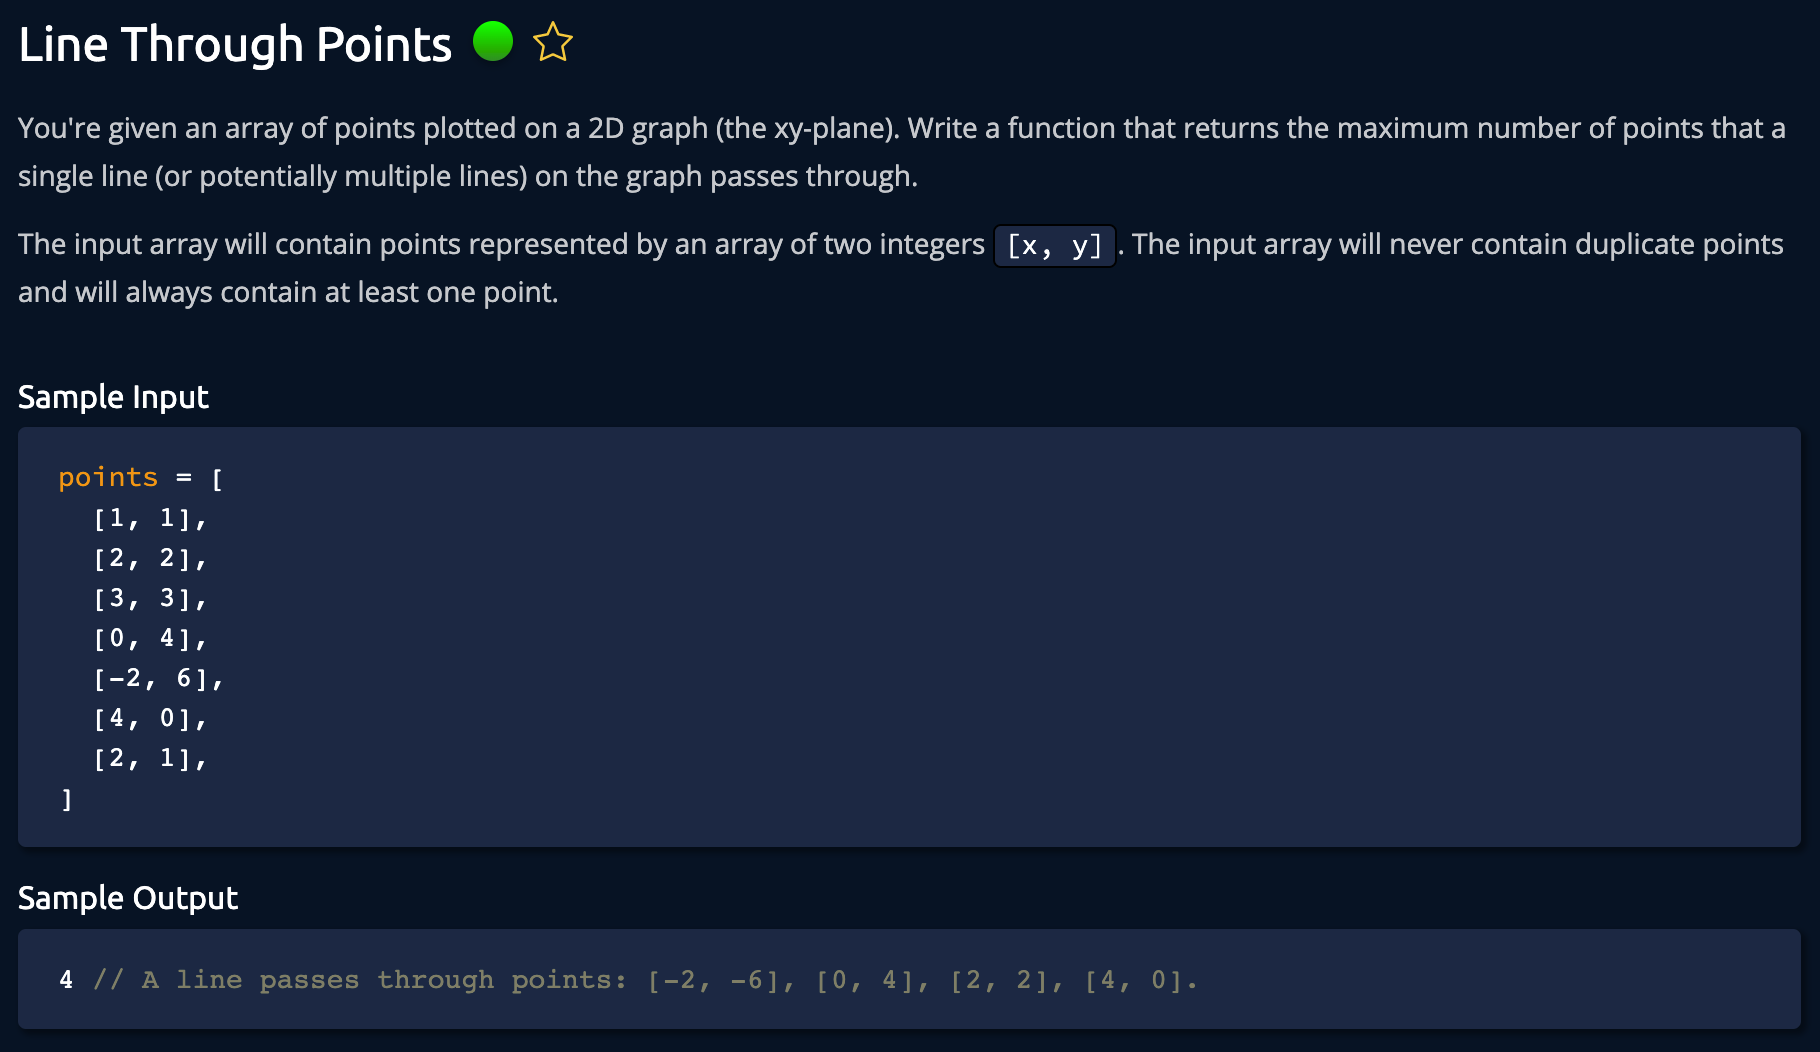 Line Through Points
You're given an array of points plotted on a 2D graph (the xy-plane). Write a function that returns the maximum number of points that a
single line (or potentially multiple lines) on the graph passes through.
The input array will contain points represented by an array of two integers [x, y] . The input array will never contain duplicate points
and will always contain at least one point.
Sample Input
points = [
[1, 1],
[2, 2],
[3, 3],
[0, 4],
[-2, 6],
[4, 0],
[2, 1],
]
Sample Output
4 // A line passes through points: [-2, -6], [0, 4], [2, 2], [4, 0].